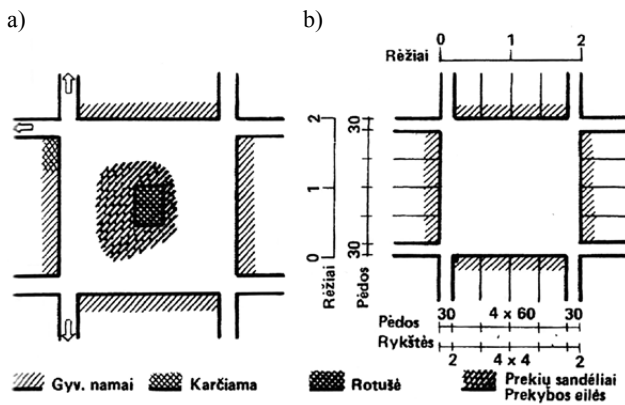 a)
b)
0 1 2
Rėžiai
2
1
0
Rėžiai
30
30
Pėdos
30 4 x 60 30
Pėdos
Rykštės
2 4 x 4 2
Gyv. namai
Karčiama
Rotušė
Prekių sandėliai
Prekybos eilės